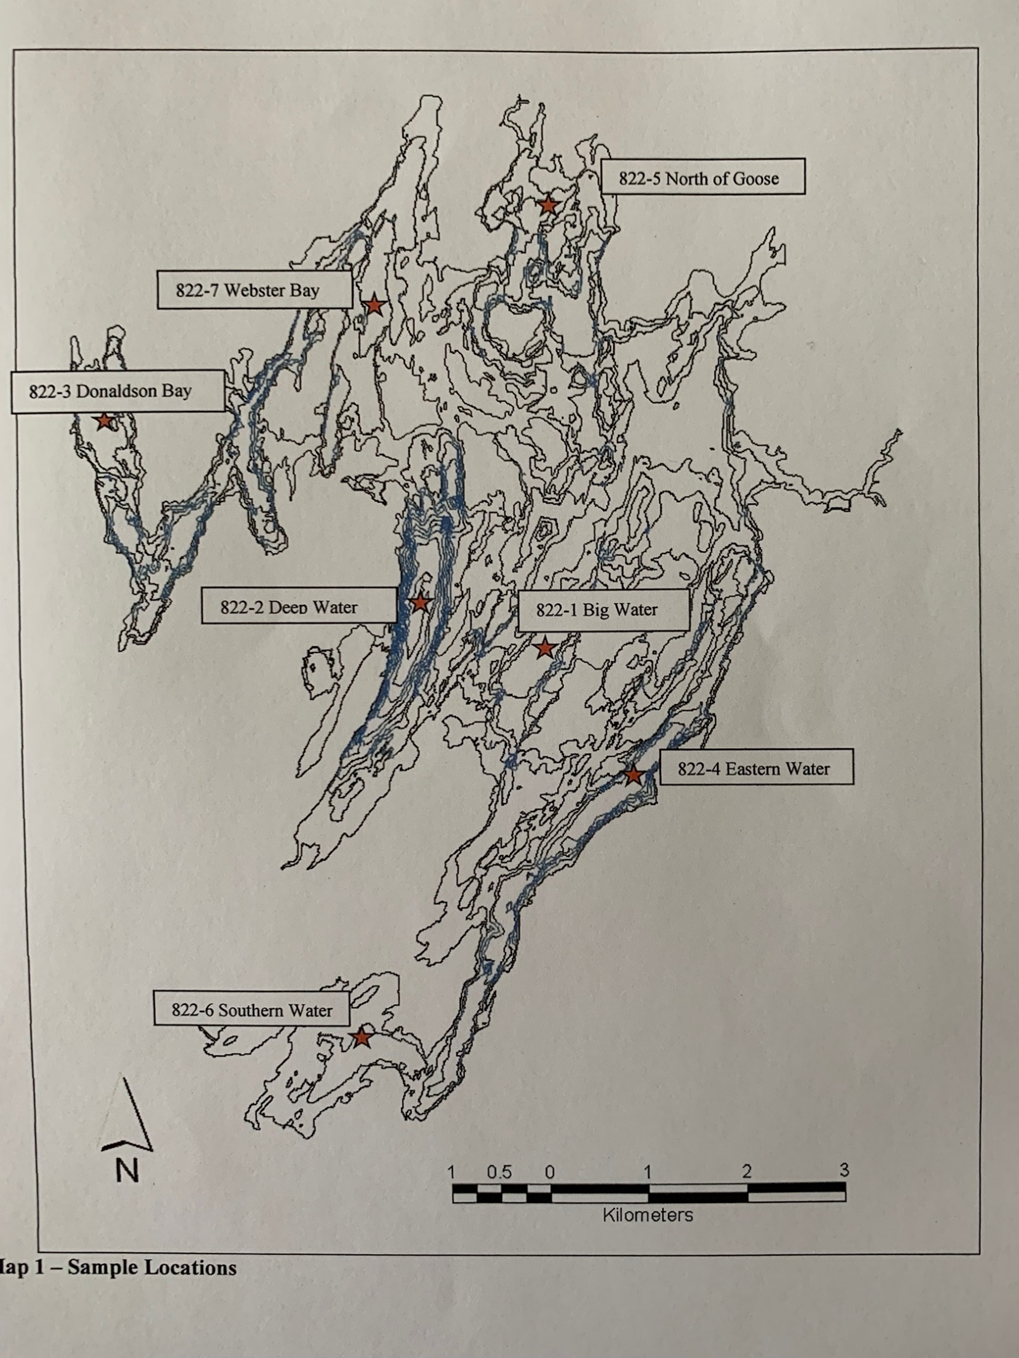 822-5 North of Goose
822-7 Webster Bay
822-3 Donaldson Bay
822-2 Deep Water
822-1 Big Water
822-4 Eastern Water
822-6 Southern Water
N
1 0.5 0 1 2 3
Kilometers
Map 1 – Sample Locations